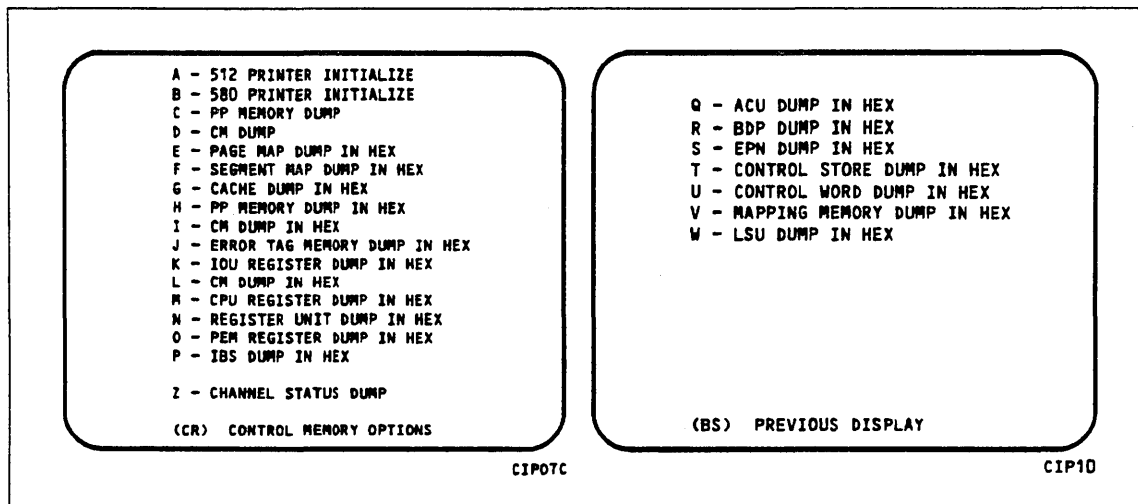 A - 512 PRINTER INITIALIZE
B - 580 PRINTER INITIALIZE
C - PP MEMORY DUMP
D - CM DUMP
E - PAGE MAP DUMP IN HEX
F - SEGMENT MAP DUMP IN HEX
G - CACHE DUMP IN HEX
H - PP MEMORY DUMP IN HEX
I - CM DUMP IN HEX
J - ERROR TAG MEMORY DUMP IN HEX
K - IOU REGISTER DUMP IN HEX
L - CM DUMP IN HEX
M - CPU REGISTER DUMP IN HEX
N - REGISTER UNIT DUMP IN HEX
O - PEM REGISTER DUMP IN HEX
P - IBS DUMP IN HEX
Z - CHANNEL STATUS DUMP
(CR) CONTROL MEMORY OPTIONS
CIP07C
Q - ACU DUMP IN HEX
R - BDP DUMP IN HEX
S - EPN DUMP IN HEX
T - CONTROL STORE DUMP IN HEX
U - CONTROL WORD DUMP IN HEX
V - MAPPING MEMORY DUMP IN HEX
W - LSU DUMP IN HEX
(BS) PREVIOUS DISPLAY
CIP1D